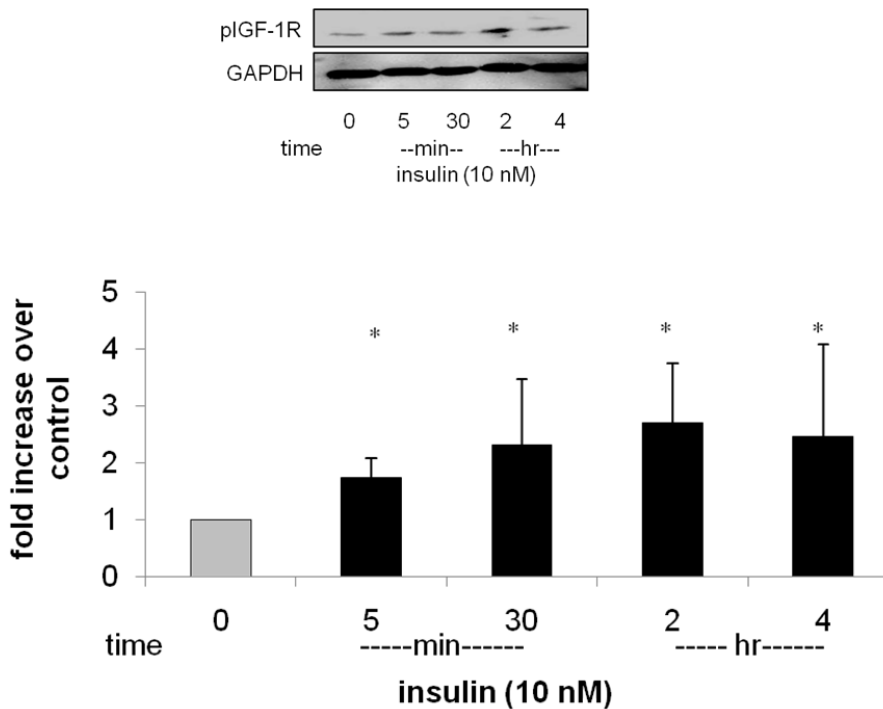 pIGF-1R
GAPDH
0 5 30 2 4
time --min-- ---hr---
insulin (10 nM)
fold increase over
control
5
4
3
2
1
0
* * * *
0 5 30 2 4
time -----min------- ----- hr-------
insulin (10 nM)